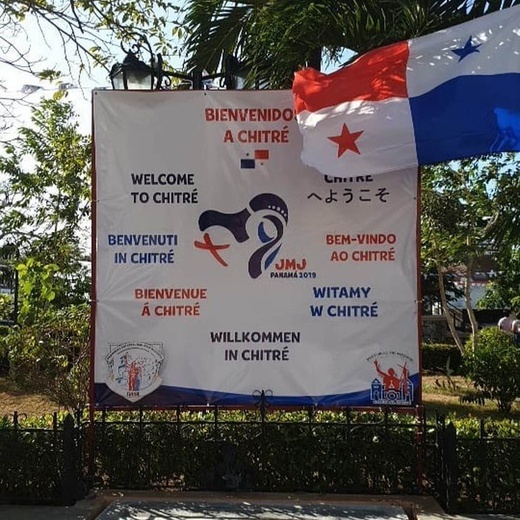 BIENVENIDO
A CHITRÉ
WELCOME
TO CHITRÉ
CHITRÉ
へようこそ
BENVENUTI
IN CHITRÉ
BEM-VINDO
AO CHITRÉ
JMJ
PANAMÁ 2019
BIENVENUE
Á CHITRÉ
WITAMY
W CHITRÉ
WILLKOMMEN
IN CHITRÉ